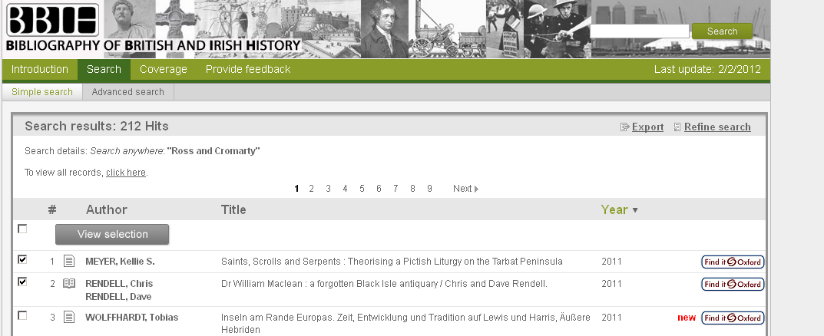 BBIH
BIBLIOGRAPHY OF BRITISH AND IRISH HISTORY
Search
Introduction Search Coverage Provide feedback Last update: 2/2/2012
Simple search Advanced search
Search results: 212 Hits Export Refine search
Search details: Search anywhere: "Ross and Cromarty"
To view all records, click here.
1 2 3 4 5 6 7 8 9 Next
# Author Title Year
View selection
1 MEYER, Kellie S. Saints, Scrolls and Serpents : Theorising a Pictish Liturgy on the Tarbat Peninsula 2011 Find it @ Oxford
2 RENDELL, Chris Dr William Maclean : a forgotten Black Isle antiquary / Chris and Dave Rendell. 2011 Find it @ Oxford
RENDELL, Dave
3 WOLFFHARDT, Tobias Inseln am Rande Europas. Zeit, Entwicklung und Tradition auf Lewis und Harris, Äußere 2011 new Find it @ Oxford
Hebriden